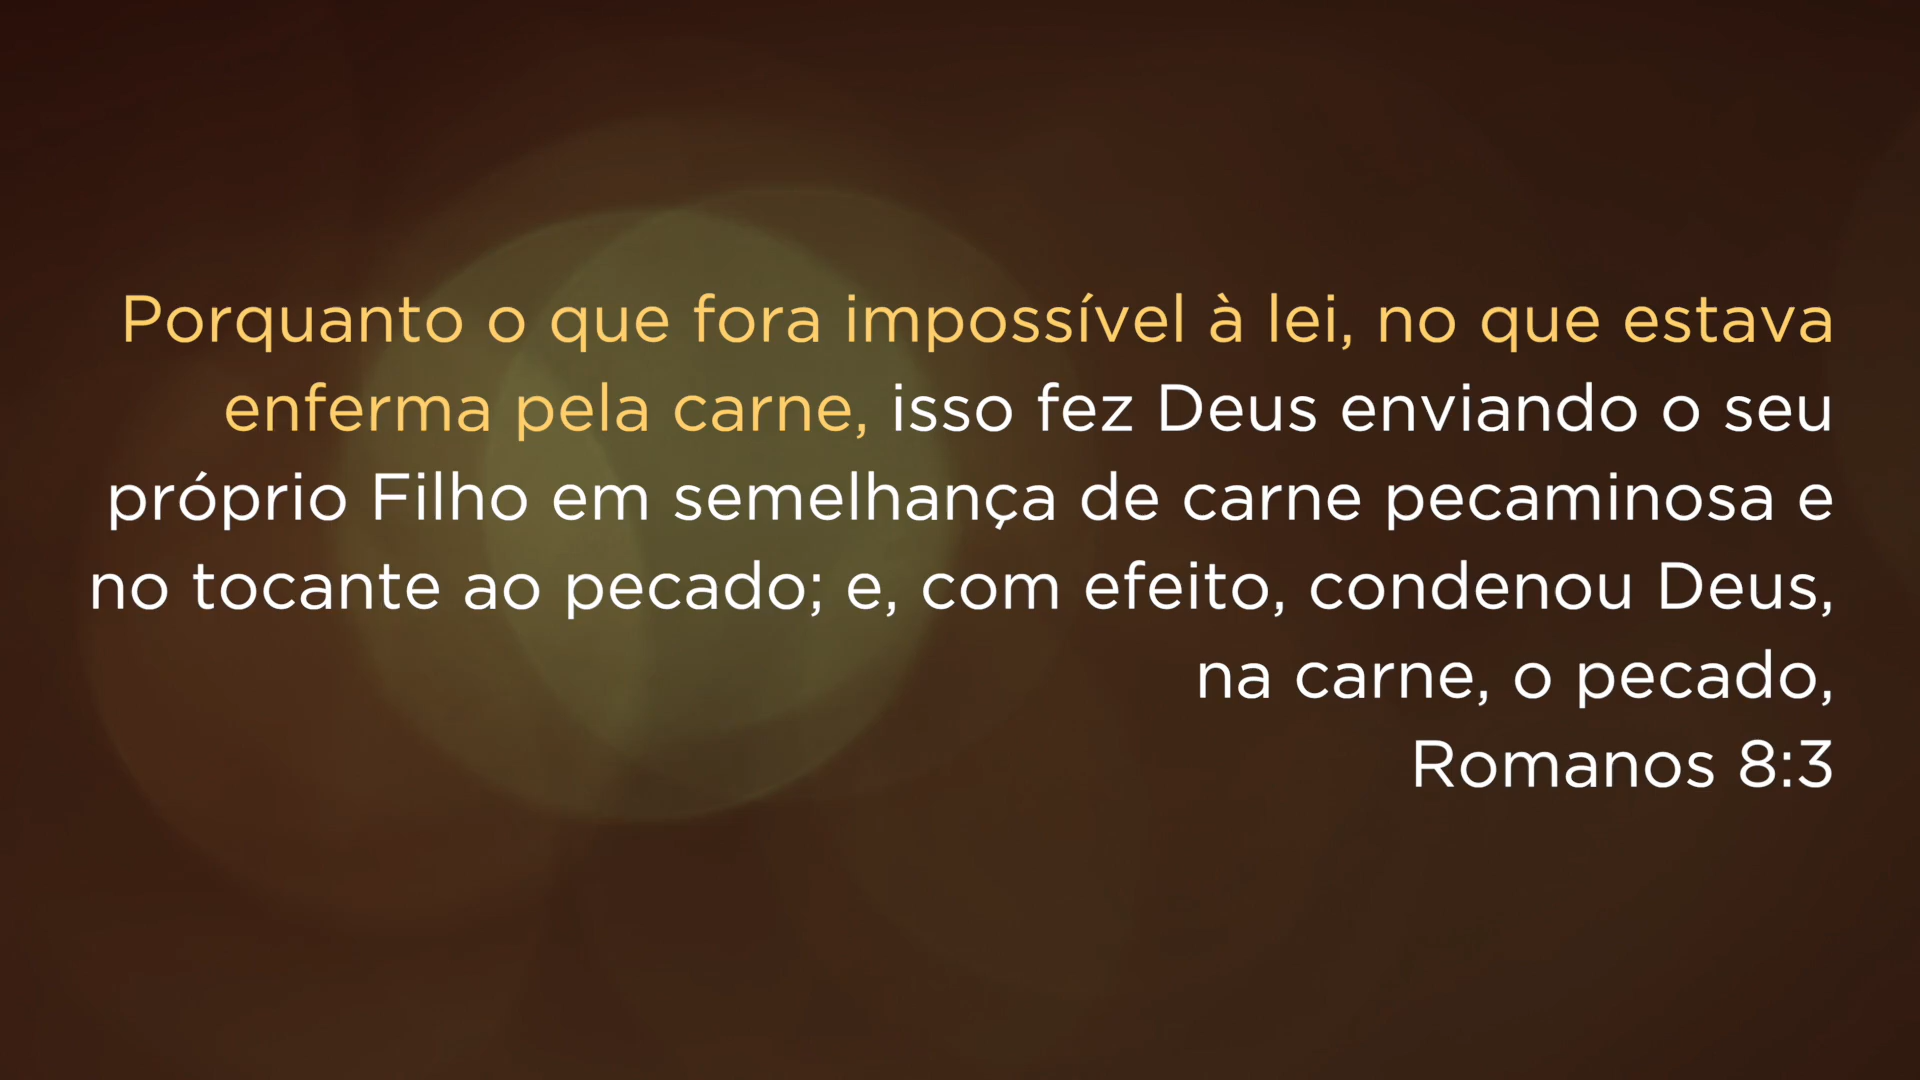 Porquanto o que fora impossível à lei, no que estava
enferma pela carne, isso fez Deus enviando o seu
próprio Filho em semelhança de carne pecaminosa e
no tocante ao pecado; e, com efeito, condenou Deus,
na carne, o pecado,
Romanos 8:3